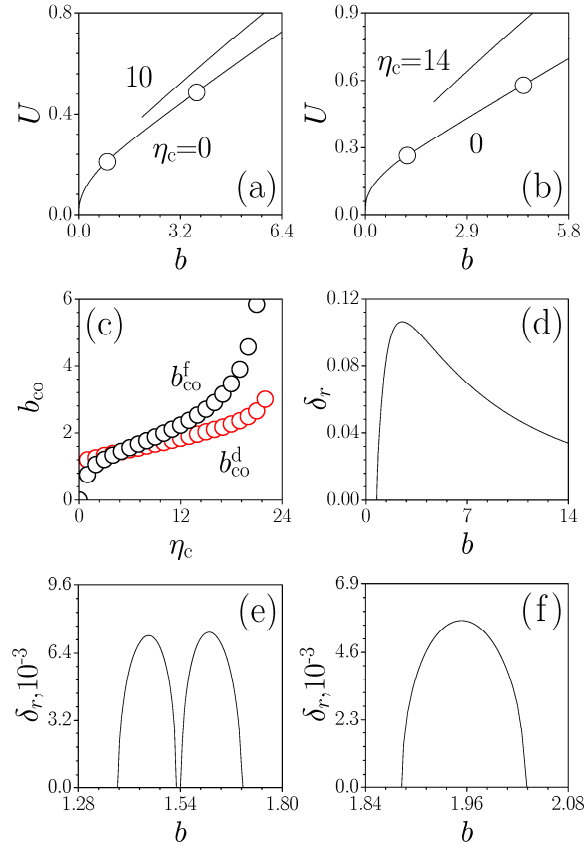 0.8
0.4
0.0
U
10
η_c=0
(a)
0.0 3.2 6.4
b
0.9
0.6
0.3
0.0
U
η_c=14
0
(b)
0.0 2.9 5.8
b
6
4
2
0
b_co
(c)
b_co^f
b_co^d
0 12 24
η_c
0.12
0.08
0.04
0.00
δ_r
(d)
0 7 14
b
9.6
6.4
3.2
0.0
δ_r,10^-3
(e)
1.28 1.54 1.80
b
6.9
4.6
2.3
0.0
δ_r,10^-3
(f)
1.84 1.96 2.08
b